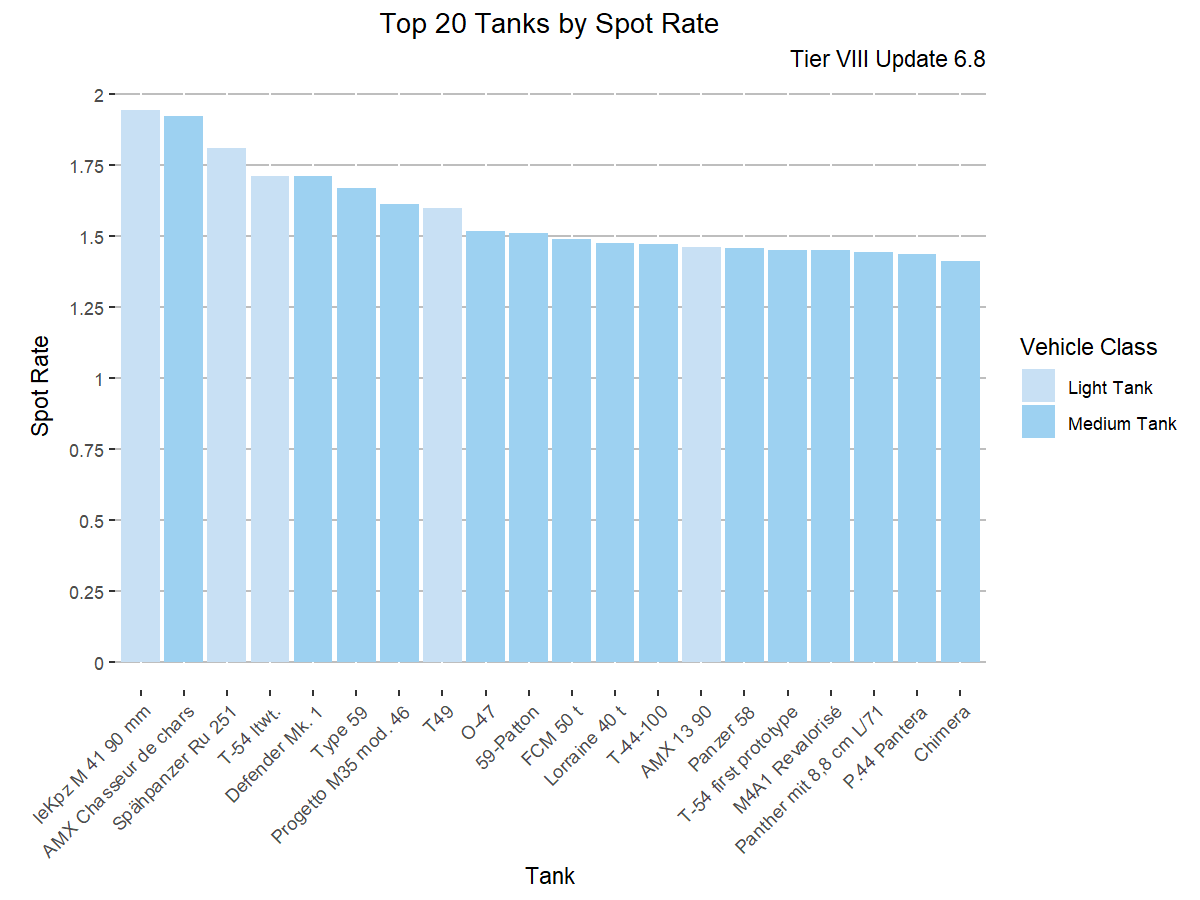 Top 20 Tanks by Spot Rate
Tier VIII Update 6.8
Spot Rate
2
1.75
1.5
1.25
1
0.75
0.5
0.25
0
leKpz M 41 90 mm
AMX Chasseur de chars
Spähpanzer Ru 251
T-54 ltwt.
Defender Mk. 1
Type 59
Progetto M35 mod. 46
T49
O-47
59-Patton
FCM 50 t
Lorraine 40 t
T-44-100
AMX 13 90
Panzer 58
T-54 first prototype
M4A1 Revalorisé
Panther mit 8,8 cm L/71
P.44 Pantera
Chimera
Tank
Vehicle Class
Light Tank
Medium Tank